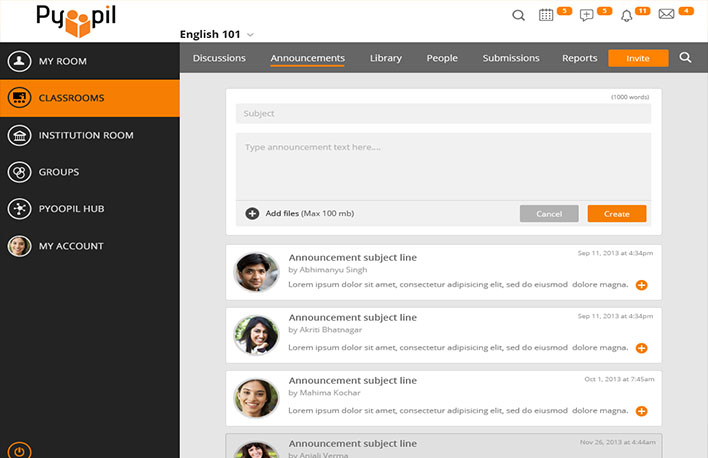 Pyoopil
5
5
11
4
English 101
Discussions Announcements Library People Submissions Reports Invite
MY ROOM
CLASSROOMS
INSTITUTION ROOM
GROUPS
PYOOPIL HUB
MY ACCOUNT
(1000 words)
Subject
Type announcement text here....
Add files (Max 100 mb) Cancel Create
Announcement subject line Sep 11, 2013 at 4:34pm
by Abhimanyu Singh
Lorem ipsum dolor sit amet, consectetur adipisicing elit, sed do eiusmod dolore magna.
Announcement subject line Sep 11, 2013 at 4:34pm
by Akriti Bhatnagar
Lorem ipsum dolor sit amet, consectetur adipisicing elit, sed do eiusmod dolore magna.
Announcement subject line Oct 1, 2013 at 7:45am
by Mahima Kochar
Lorem ipsum dolor sit amet, consectetur adipisicing elit, sed do eiusmod dolore magna.
Announcement subject line Nov 26, 2013 at 4:44am
by Anjali Verma